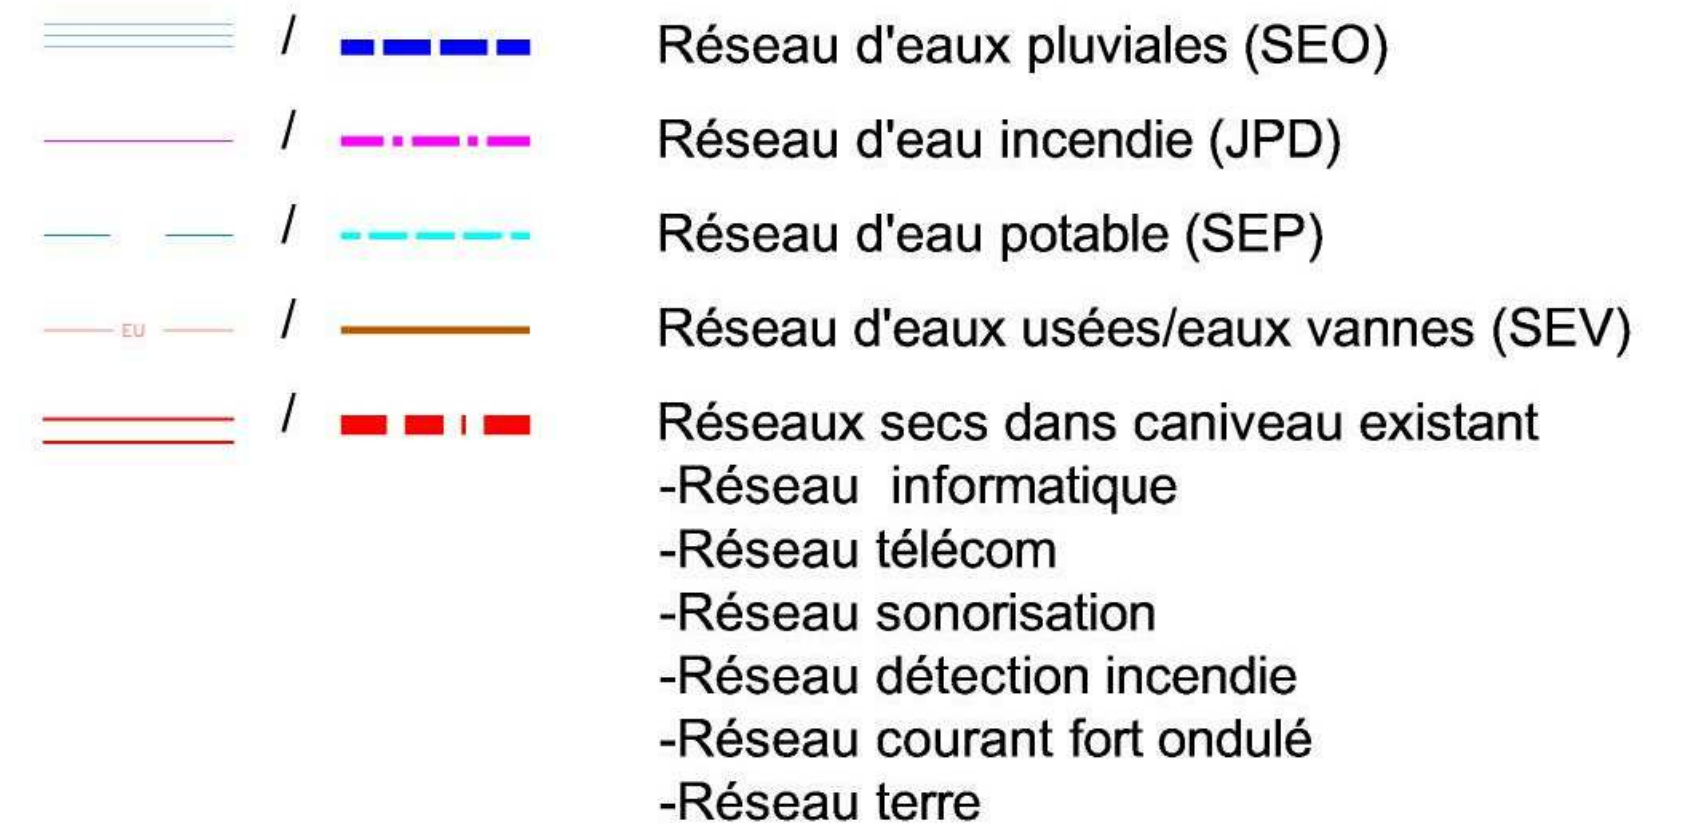 / Réseau d'eaux pluviales (SEO)
/ Réseau d'eau incendie (JPD)
/ Réseau d'eau potable (SEP)
EU / Réseau d'eaux usées/eaux vannes (SEV)
/ Réseaux secs dans caniveau existant
-Réseau  informatique
-Réseau télécom
-Réseau sonorisation
-Réseau détection incendie
-Réseau courant fort ondulé
-Réseau terre